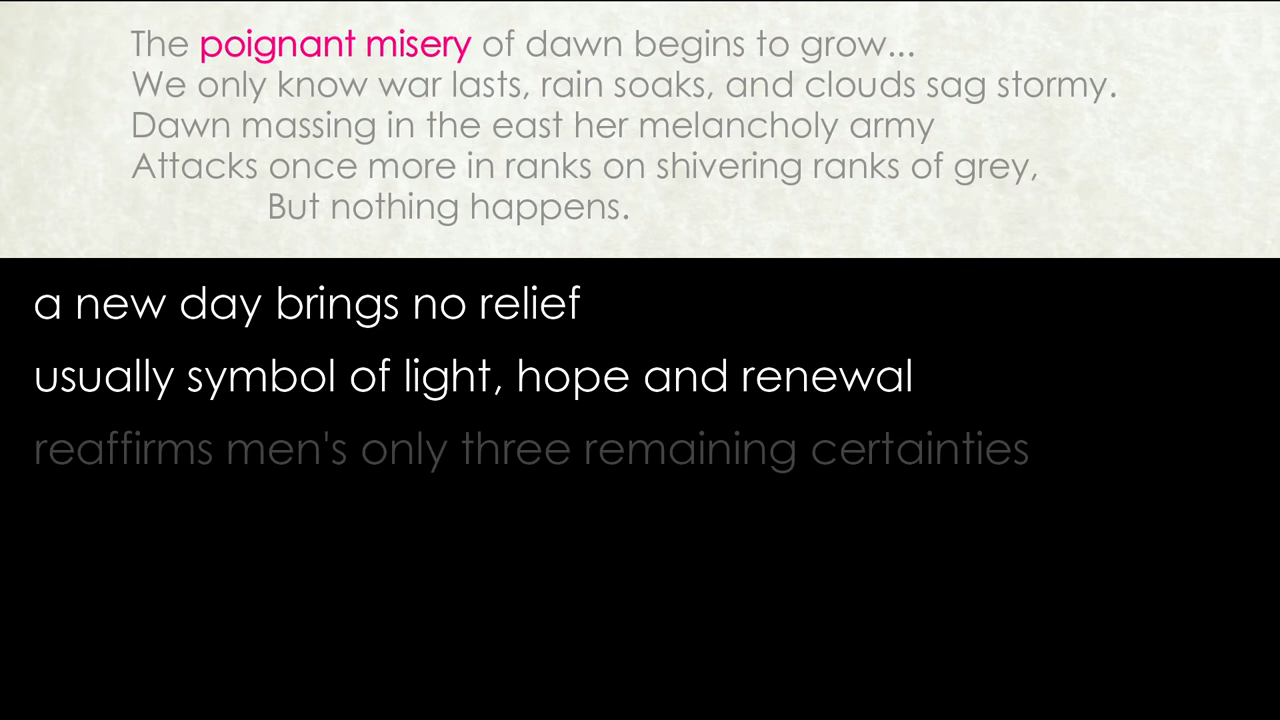 The poignant misery of dawn begins to grow...
We only know war lasts, rain soaks, and clouds sag stormy.
Dawn massing in the east her melancholy army
Attacks once more in ranks on shivering ranks of grey,
But nothing happens.
a new day brings no relief
usually symbol of light, hope and renewal
reaffirms men's only three remaining certainties